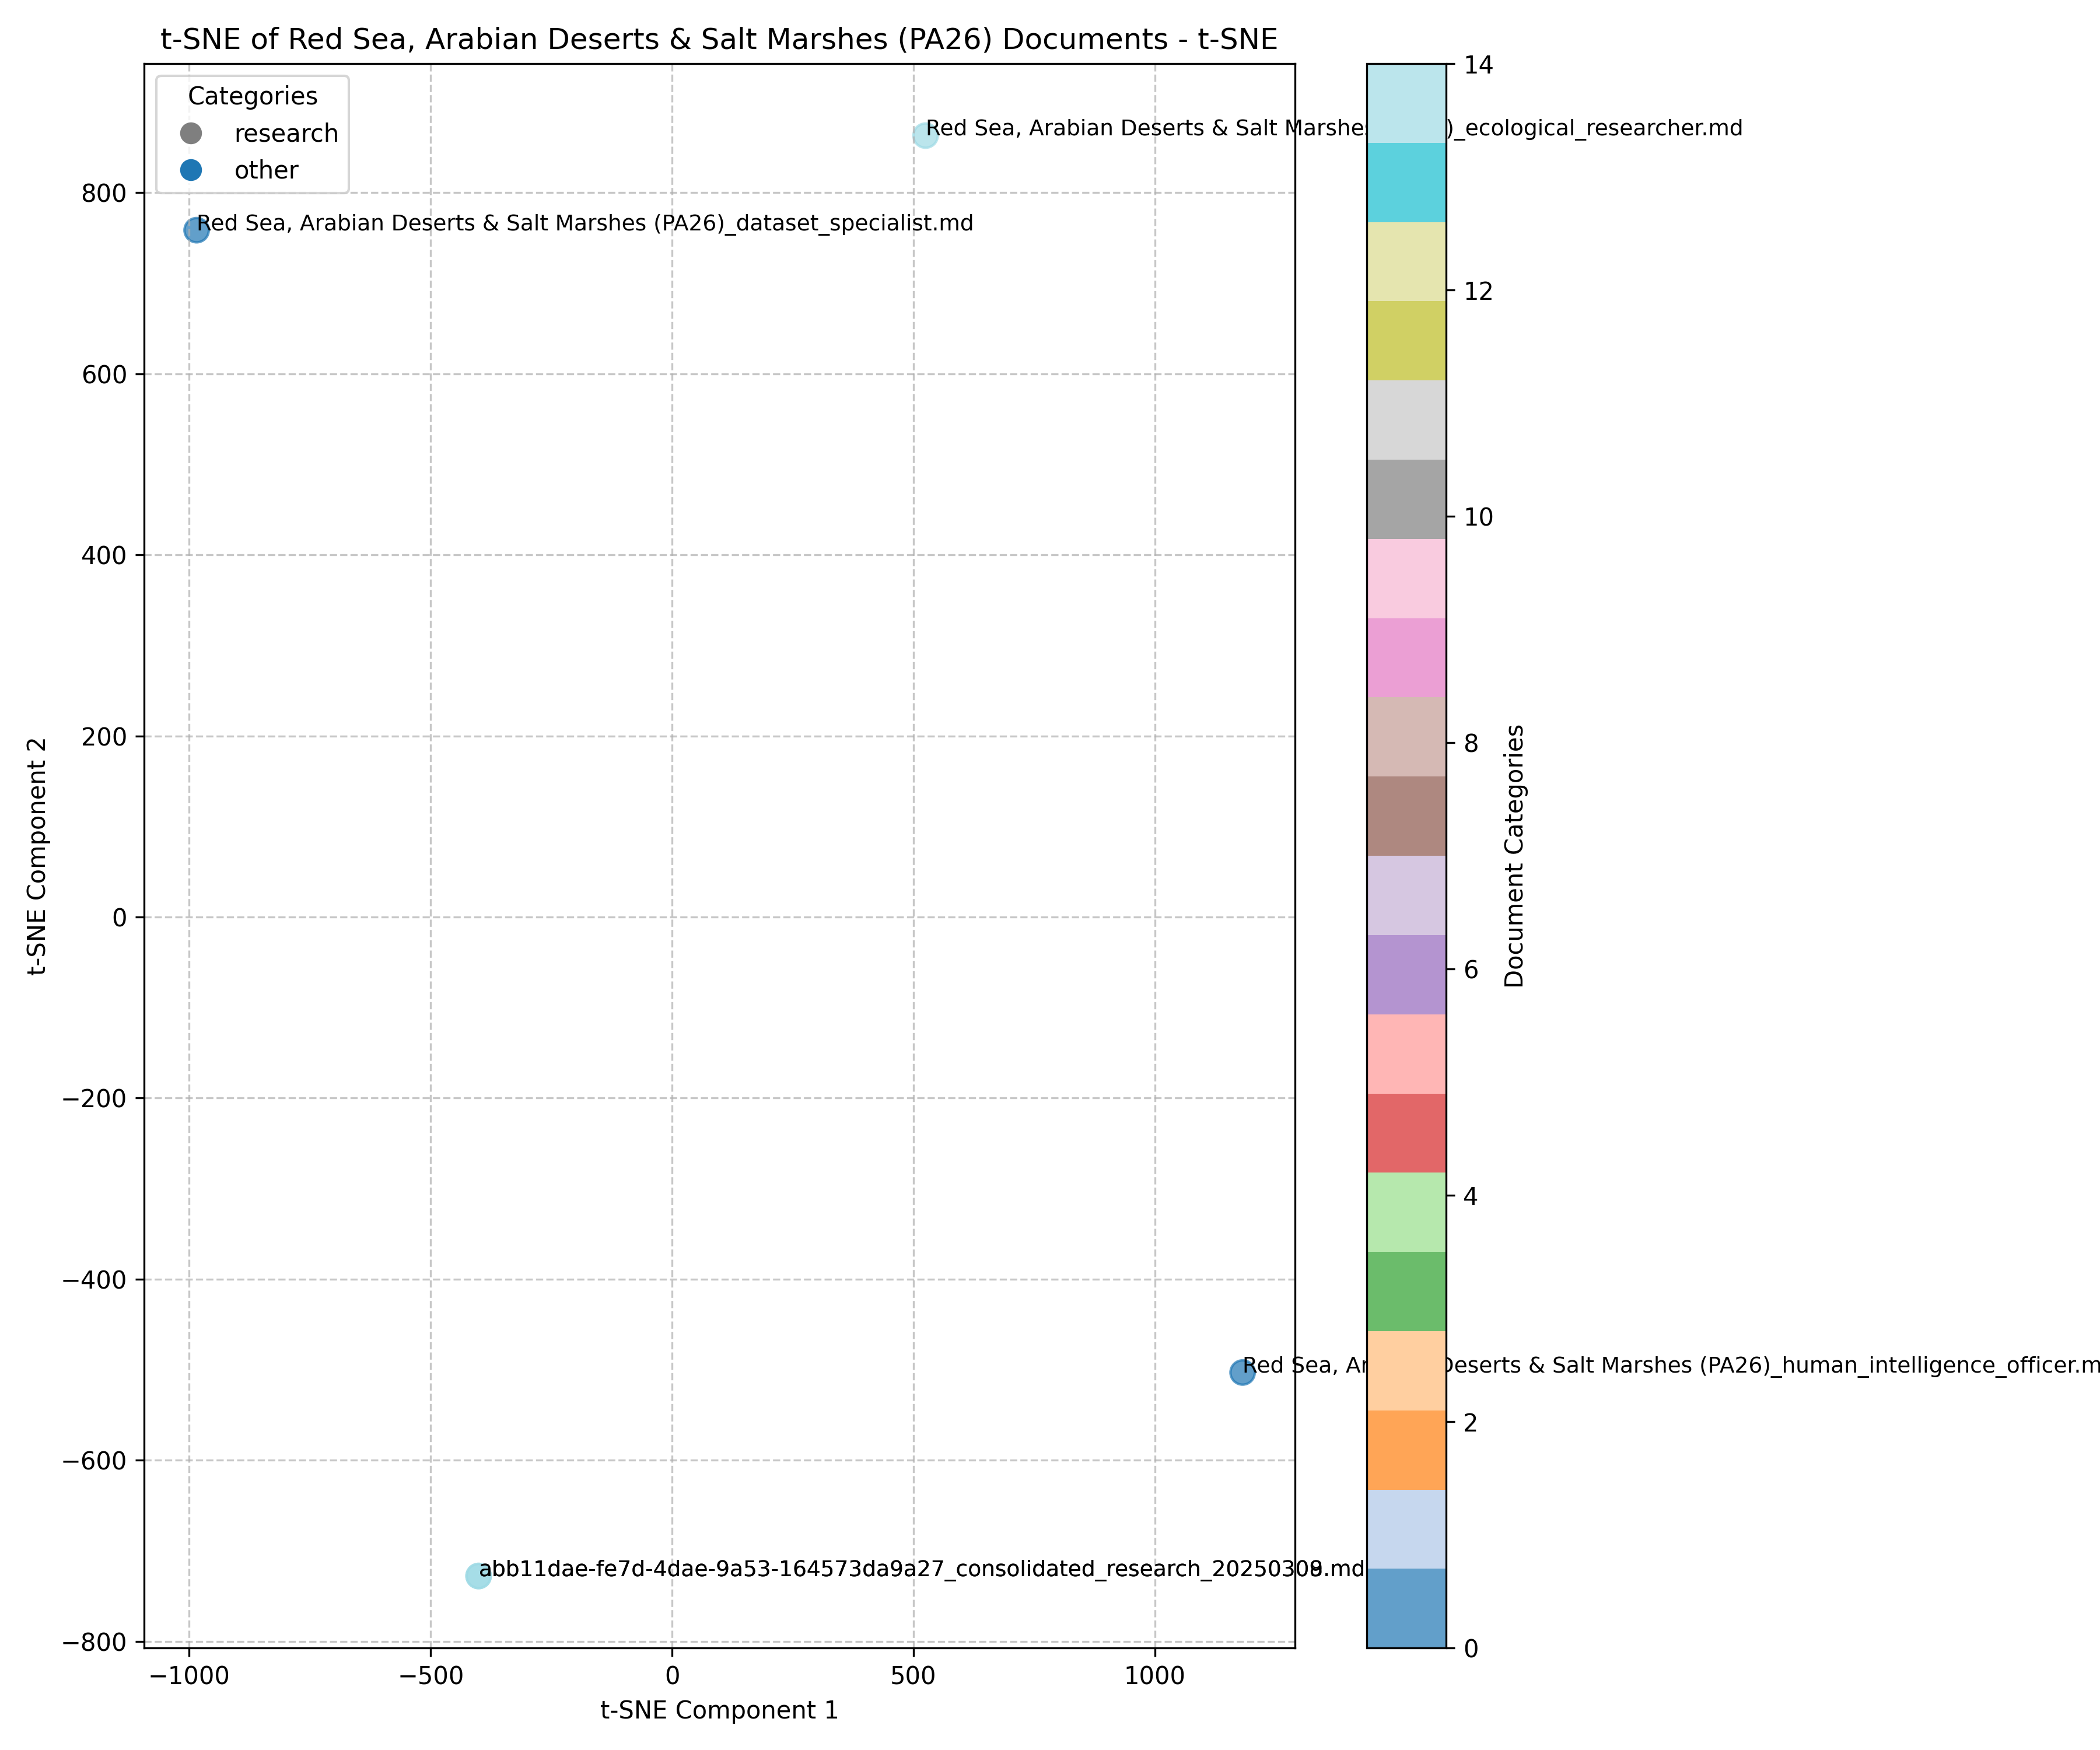 t-SNE of Red Sea, Arabian Deserts & Salt Marshes (PA26) Documents - t-SNE
Categories
research
other
Red Sea, Arabian Deserts & Salt Marshes )_ecological_researcher.md
Red Sea, Arabian Deserts & Salt Marshes (PA26)_dataset_specialist.md
Red Sea, Ar Deserts & Salt Marshes (PA26)_human_intelligence_officer.m
abb11dae-fe7d-4dae-9a53-164573da9a27_consolidated_research_2025030 .md
800
600
400
200
0
−200
−400
−600
−800
t-SNE Component 2
−1000
−500
0
500
1000
t-SNE Component 1
14
12
10
8
6
4
2
0
Document Categories